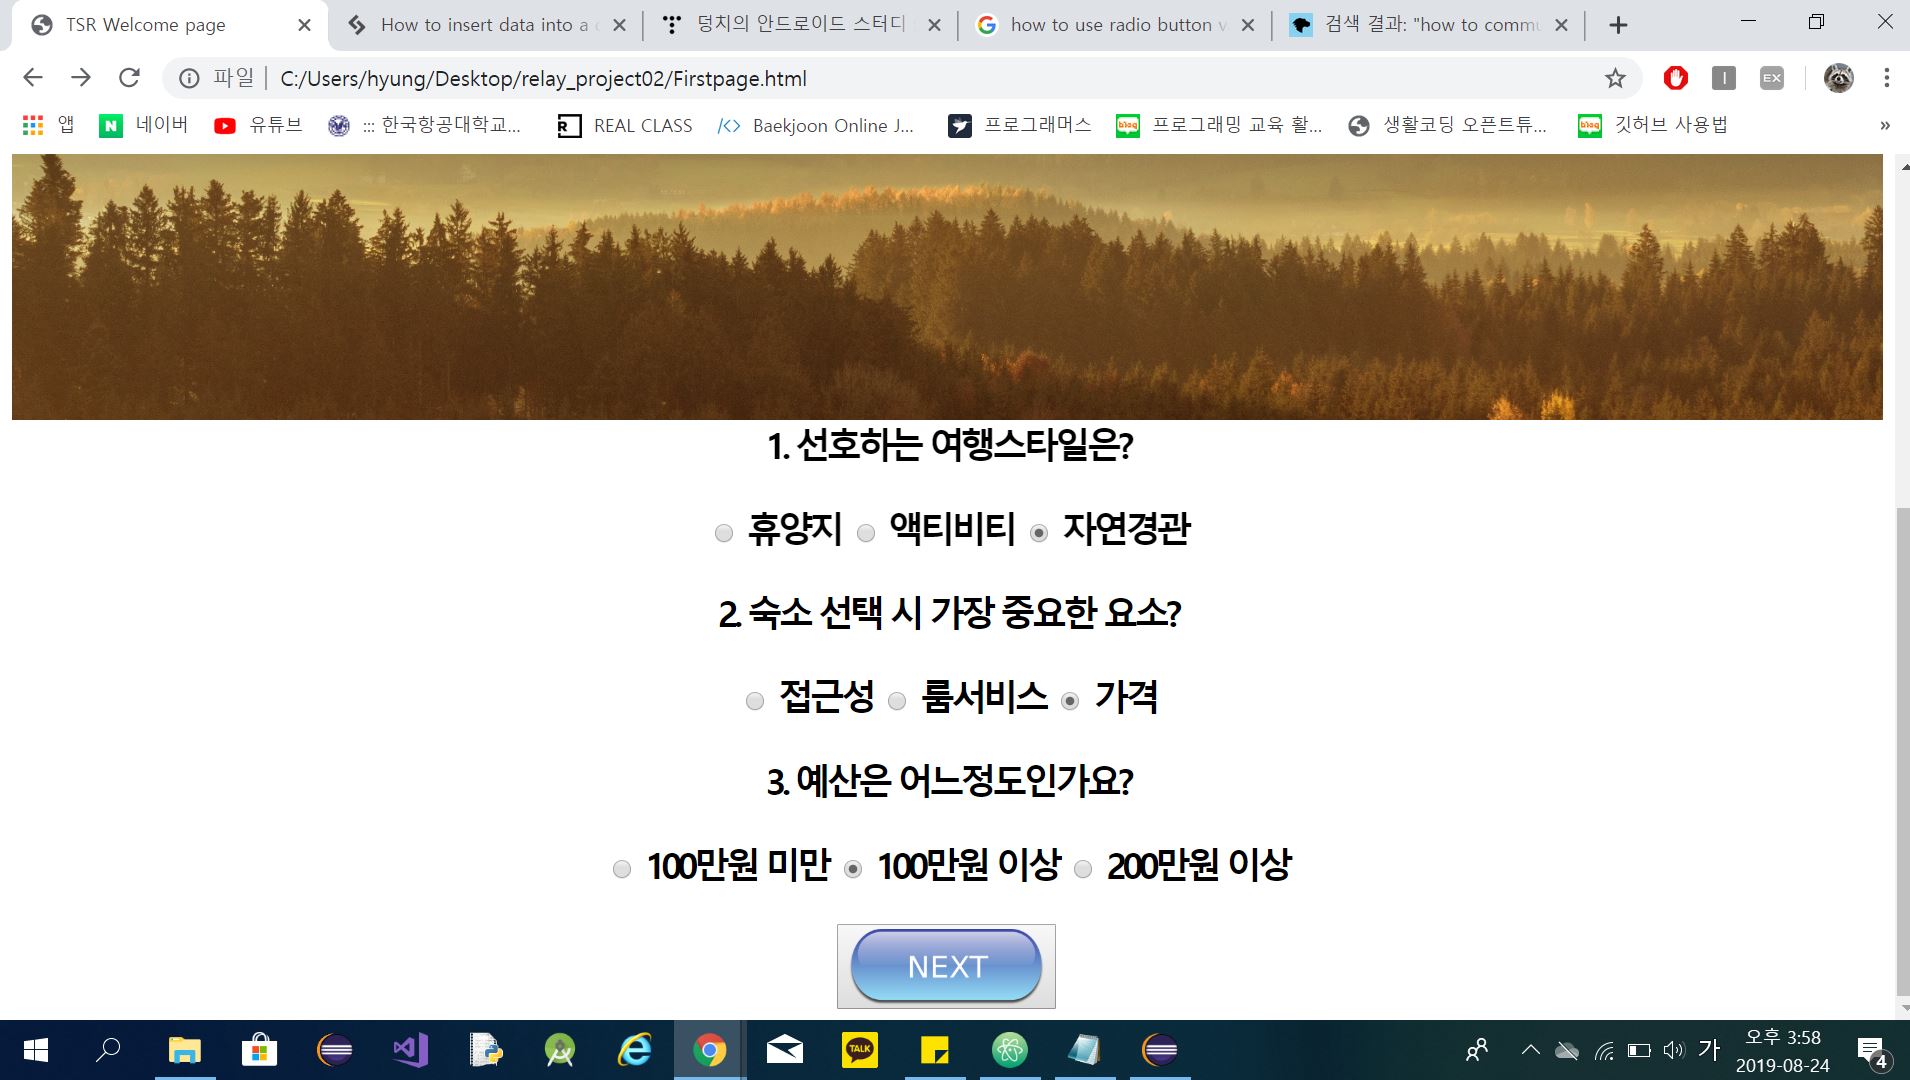 TSR Welcome page
How to insert data into a
덩치의 안드로이드 스터디
how to use radio button v
검색 결과: "how to commu
파일 C:/Users/hyung/Desktop/relay_project02/Firstpage.html
앱 네이버 유튜브 ::: 한국항공대학교... REAL CLASS Baekjoon Online J... 프로그래머스 프로그래밍 교육 활... 생활코딩 오픈튜... 깃허브 사용법 »
1. 선호하는 여행스타일은?
휴양지 액티비티 자연경관
2. 숙소 선택 시 가장 중요한 요소?
접근성 룸서비스 가격
3. 예산은 어느정도인가요?
100만원 미만 100만원 이상 200만원 이상
NEXT
TALK
가
오후 3:58
2019-08-24
4